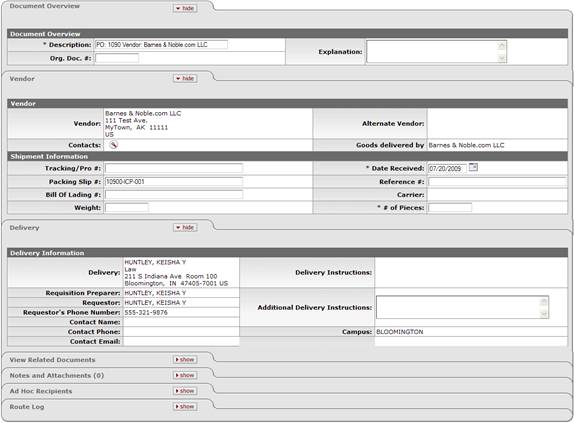 Document Overview hide
Document Overview
* Description: PO: 1090 Vendor: Barnes & Noble.com LLC Explanation:
Org. Doc. #:
Vendor hide
Vendor
Vendor: Barnes & Noble.com LLC Alternate Vendor:
111 Test Ave.
MyTown, AK 11111
US
Contacts: Goods delivered by Barnes & Noble.com LLC
Shipment Information
Tracking/Pro #: * Date Received: 07/20/2009
Packing Slip #: 10900-ICP-001 Reference #:
Bill Of Lading #: Carrier:
Weight: * # of Pieces:
Delivery hide
Delivery Information
Delivery: HUNTLEY, KEISHA Y Delivery Instructions:
Law
211 S Indiana Ave Room 100
Bloomington, IN 47405-7001 US
Requisition Preparer: HUNTLEY, KEISHA Y
Requestor: HUNTLEY, KEISHA Y Additional Delivery Instructions:
Requestor's Phone Number: 555-321-9876
Contact Name:
Contact Phone: Campus: BLOOMINGTON
Contact Email:
View Related Documents show
Notes and Attachments (0) show
Ad Hoc Recipients show
Route Log show